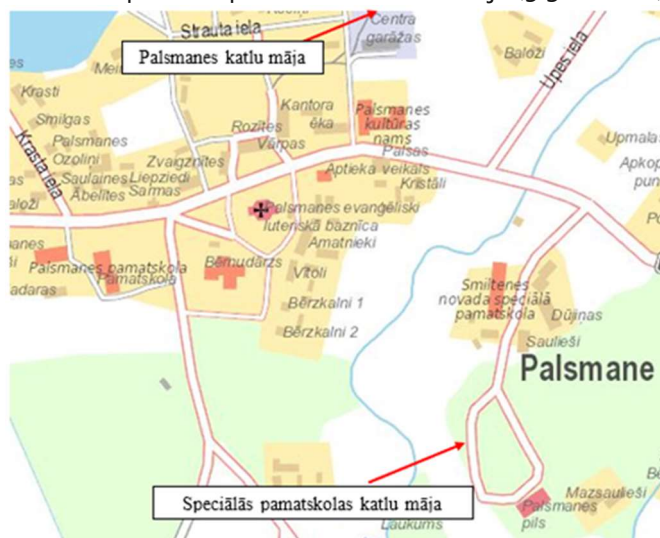 Strauta iela
Centra
garāžas
Palsmanes katlu māja
Baloži
Upes iela
Krasti
Smilgas
Krasta iela
Palsmanes
Ozoliņi
Saulaines
Ābelītes
Liepziedi
Sarmas
Zvaigznītes
Rozītes
Vārpas
Kantora
ēka
Palsmanes
kultūras
nams
Palsas
Aptieka veikals
Kristāli
Upmala
Apkop
pun
Palsmanes evaņģēliski
luteriskā baznīca
Amatnieki
Palsmanes pamatskola
Pamatskola
adaras
Bērnudārzs
Vītoli
Bērzkalni 1
Bērzkalni 2
Smiltenes
novada speciālā
pamatskola
Dūjiņas
Saulieši
Palsmane
Speciālās pamatskolas katlu māja
Mazsaulieši
Palsmanes
pils
Laukums